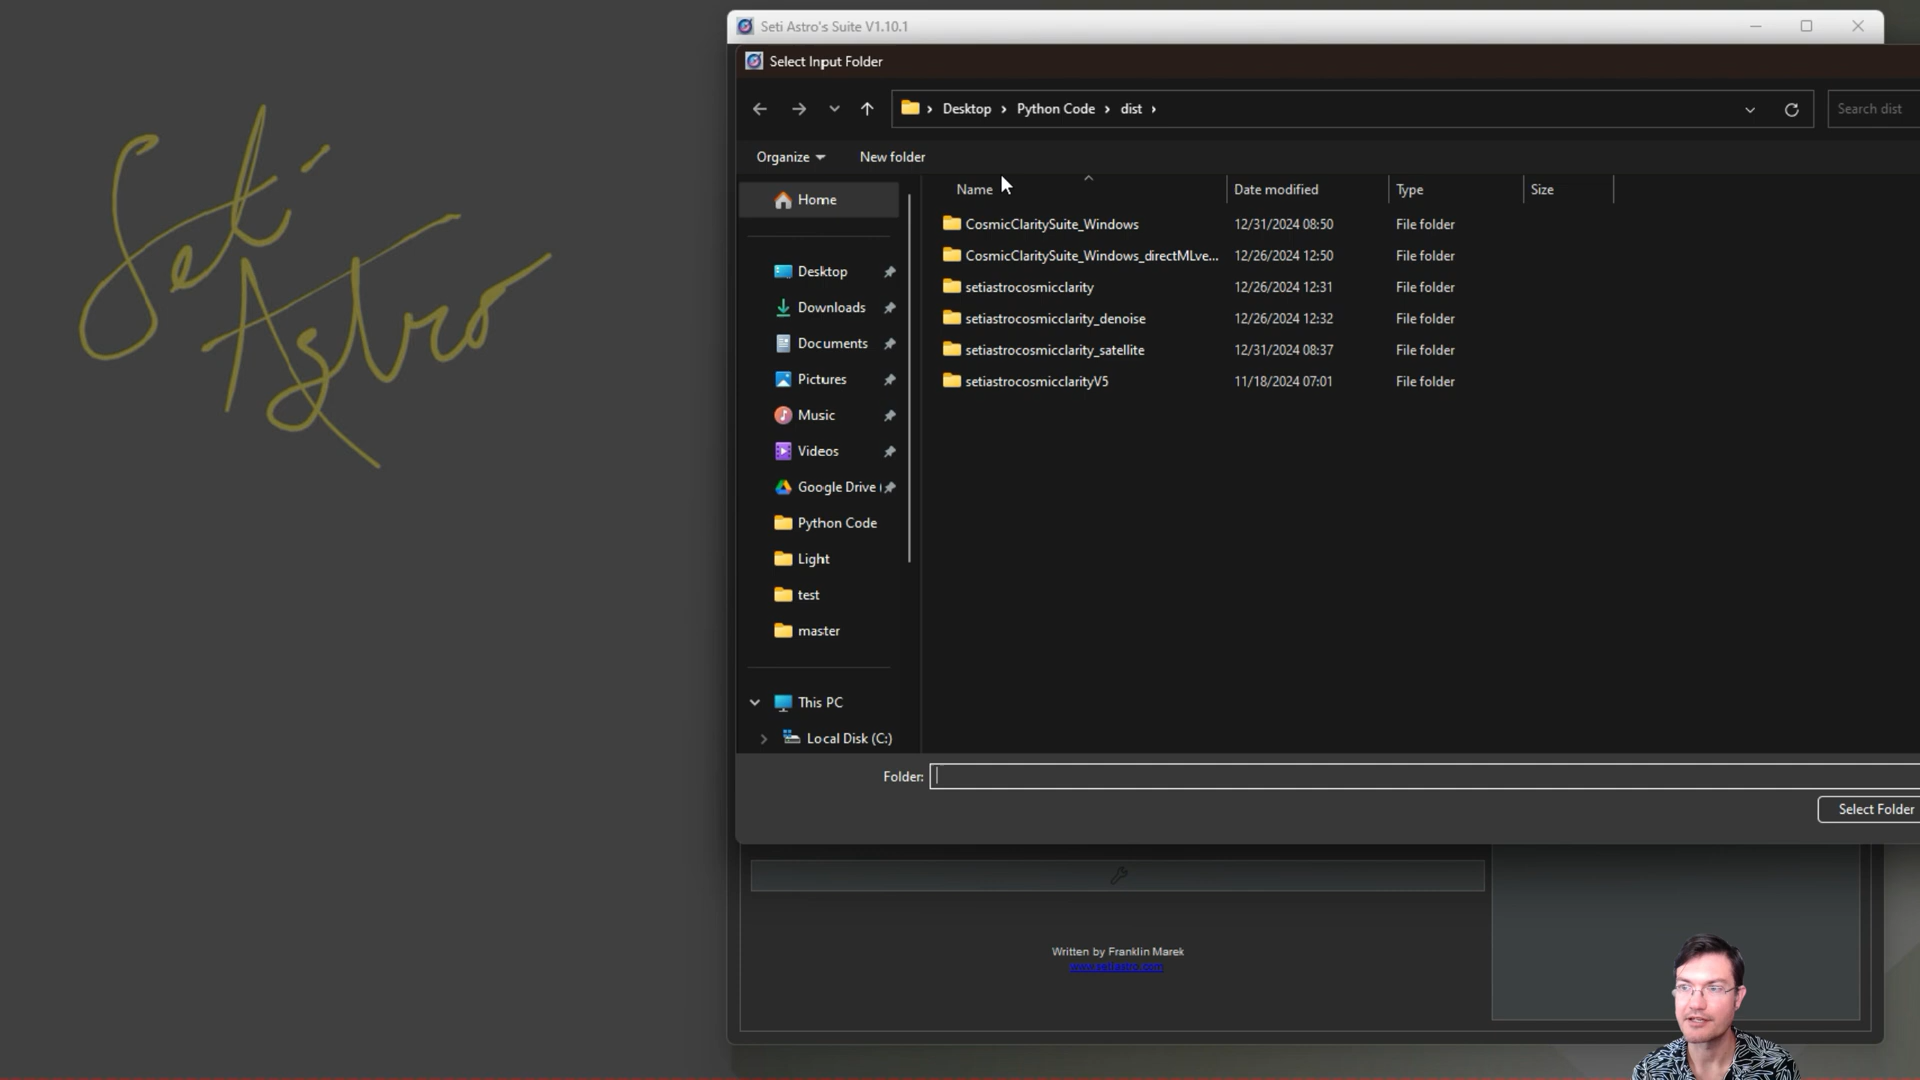 Seti
Astro
Seti Astro's Suite V1.10.1
Select Input Folder
Desktop
Python Code
dist
Search dist
Organize
New folder
Name
Date modified
Type
Size
Home
Desktop
Downloads
Documents
Pictures
Music
Videos
Google Drive (
Python Code
Light
test
master
This PC
Local Disk (C:)
CosmicClaritySuite_Windows 12/31/2024 08:50 File folder
CosmicClaritySuite_Windows_directMLve... 12/26/2024 12:50 File folder
setiastrocosmicclarity 12/26/2024 12:31 File folder
setiastrocosmicclarity_denoise 12/26/2024 12:32 File folder
setiastrocosmicclarity_satellite 12/31/2024 08:37 File folder
setiastrocosmicclarityV5 11/18/2024 07:01 File folder
Folder:
Select Folder
Written by Franklin Marek
www.setiastro.com